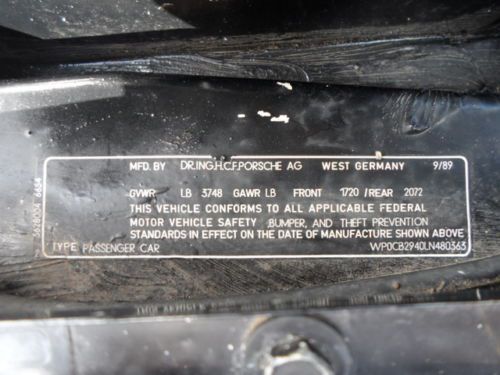 MFD. BY DR.ING.H.C.F.PORSCHE AG WEST GERMANY 9/89
GVWR LB 3748 GAWR LB FRONT 1720 / REAR 2072
THIS VEHICLE CONFORMS TO ALL APPLICABLE FEDERAL
MOTOR VEHICLE SAFETY ,BUMPER, AND THEFT PREVENTION
STANDARDS IN EFFECT ON THE DATE OF MANUFACTURE SHOWN ABOVE
TYPE: PASSENGER CAR WP0CB2940LN480363